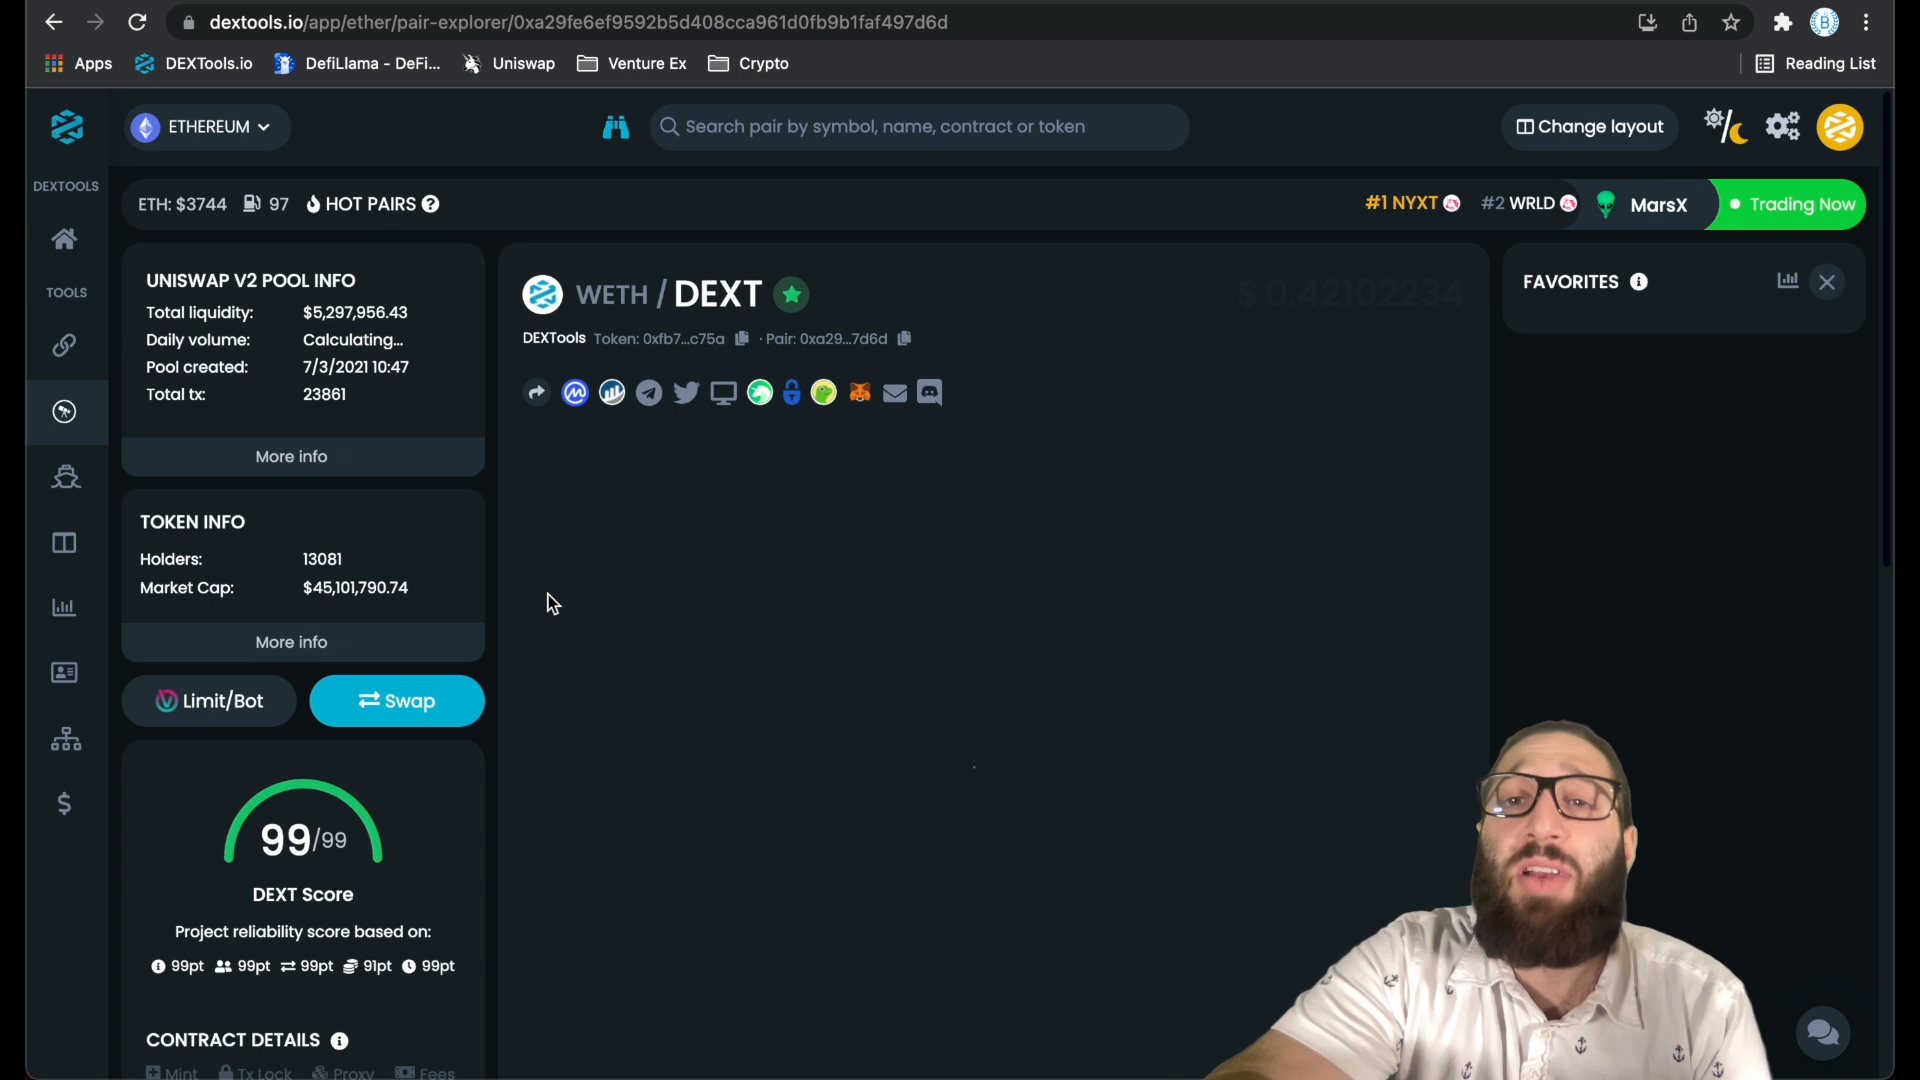 dextools.io/app/ether/pair-explorer/0xa29fe6ef9592b5d408cca961d0fb9b1faf497d6d
Apps
DEXTools.io
DefiLlama - DeFi...
Uniswap
Venture Ex
Crypto
Reading List
ETHEREUM
Search pair by symbol, name, contract or token
Change layout
DEXTOOLS
ETH: $3744
97
HOT PAIRS
#1 NYXT
#2 WRLD
MarsX
Trading Now
TOOLS
UNISWAP V2 POOL INFO
Total liquidity: $5,297,956.43
Daily volume: Calculating...
Pool created: 7/3/2021 10:47
Total tx: 23861
More info
TOKEN INFO
Holders: 13081
Market Cap: $45,101,790.74
More info
Limit/Bot
Swap
99/99
DEXT Score
Project reliability score based on:
99pt 99pt 99pt 91pt 99pt
CONTRACT DETAILS
Mint Tx Lock Proxy Fees
WETH / DEXT
$ 0.42102234
DEXTools Token: 0xfb7...c75a · Pair: 0xa29...7d6d
FAVORITES